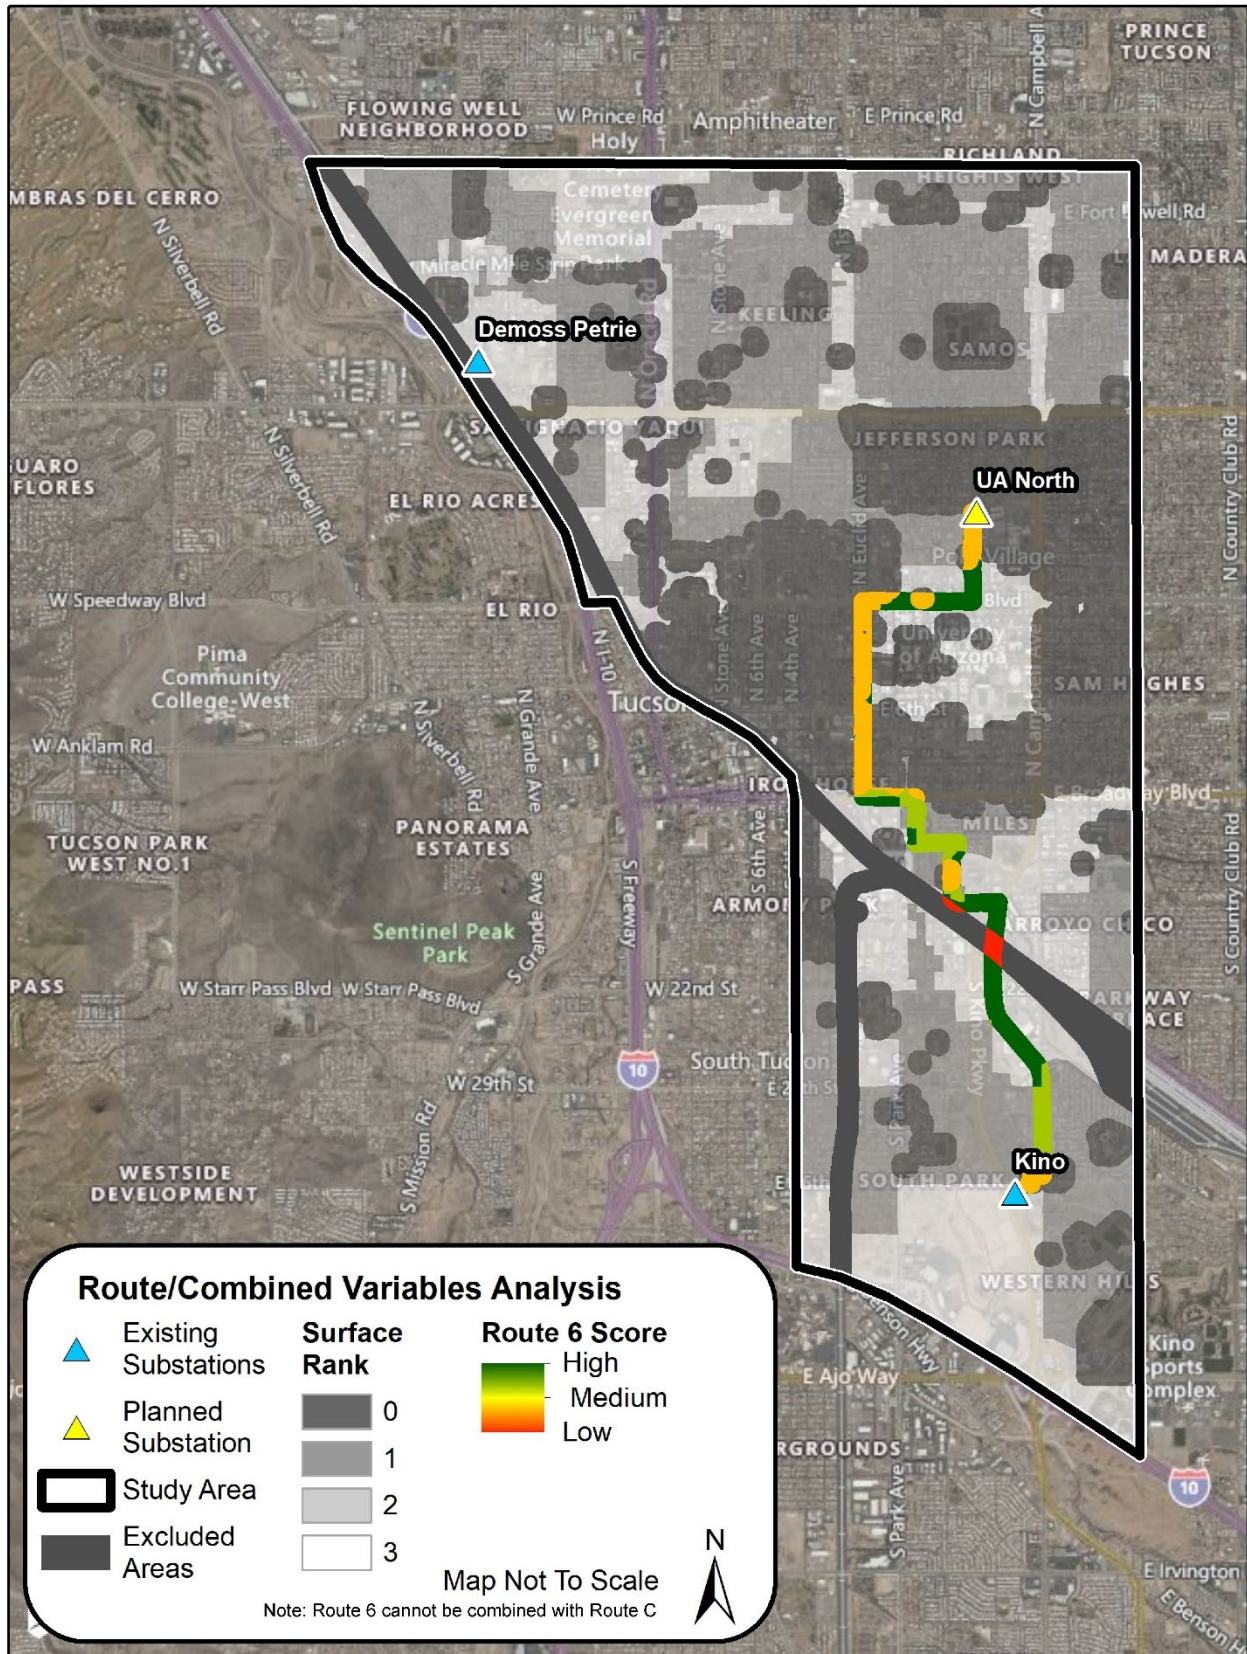 PRINCE
TUCSON
N Campbell A
FLOWING WELL
NEIGHBORHOOD
W Prince Rd
Holy
Amphitheater
E Prince Rd
RICHLAND
HEIGHTS WEST
MBRAS DEL CERRO
Cemetery
Evergreen
Memorial
E Fort Lowell Rd
N Silverbell Rd
Miracle Mile Strip Park
N Stone Ave
N 1st Ave
MADERA
Demoss Petrie
KEELING
SAMOS
N Oracle Rd
JEFFERSON PARK
GUARO
FLORES
N Silverbell Rd
EL RIO ACRES
UA North
N Euclid Ave
N Country Club Rd
W Speedway Blvd
EL RIO
Blvd
Pima
Community
College-West
N I-10
Stone Ave
N 6th Ave
N 4th Ave
University
of Arizona
SAM HUGHES
Tucson
E 6th St
N Silverbell Rd
N Grande Ave
W Anklam Rd
E Broadway Blvd
MILES
TUCSON PARK
WEST NO.1
PANORAMA
ESTATES
S Freeway
S 6th Ave
ARMORY PARK
ARROYO CHICO
S Country Club Rd
Sentinel Peak
Park
S Grande Ave
PASS
W Starr Pass Blvd
W Starr Pass Blvd
W 22nd St
S Kino Pkwy
PARKWAY
South Tucson
10
W 29th St
S Park Ave
S Mission Rd
WESTSIDE
DEVELOPMENT
Kino
SOUTH PARK
WESTERN HILLS
Benson Hwy
Kino
Sports
Complex
E Ajo Way
RGROUNDS
S Park Ave
10
E Irvington
E Benson H
Route/Combined Variables Analysis
Existing
Substations
Planned
Substation
Study Area
Excluded
Areas
Surface
Rank
0
1
2
3
Route 6 Score
High
Medium
Low
N
Map Not To Scale
Note: Route 6 cannot be combined with Route C